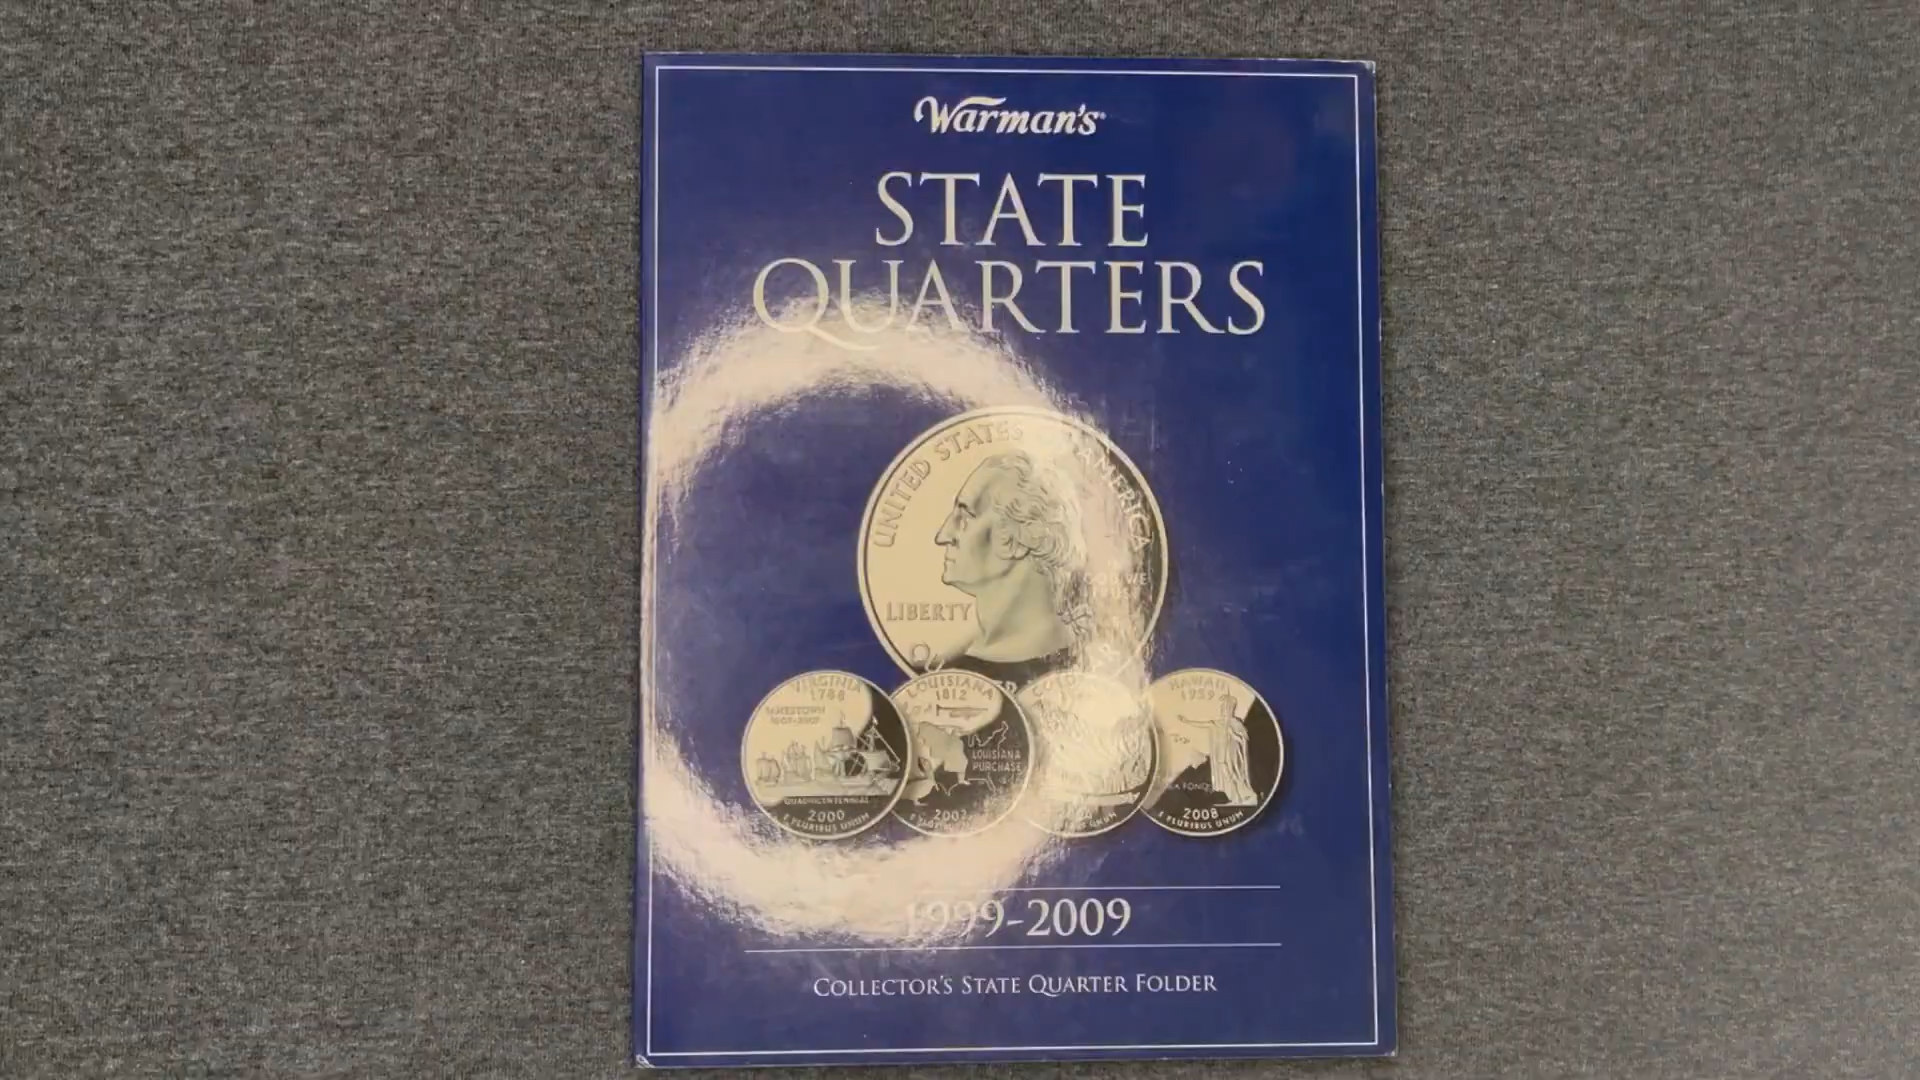 Warman's
STATE
QUARTERS
UNITED STATES
AMERICA
LIBERTY
VIRGINIA
1788
JAMESTOWN
1607-2007
QUADRICENTENNIAL
2000
E PLURIBUS UNUM
LOUISIANA
1812
LOUISIANA
PURCHASE
2002
HAWAII
1959
2008
E PLURIBUS UNUM
1999-2009
COLLECTOR'S STATE QUARTER FOLDER